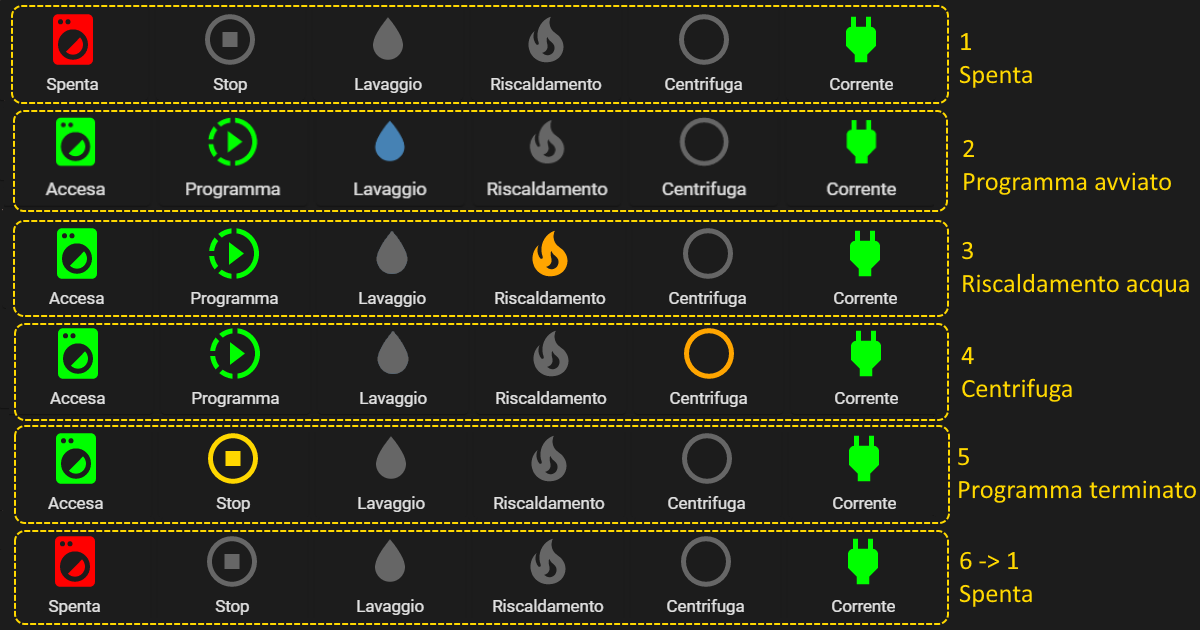 Spenta Stop Lavaggio Riscaldamento Centrifuga Corrente
1
Spenta
Accesa Programma Lavaggio Riscaldamento Centrifuga Corrente
2
Programma avviato
Accesa Programma Lavaggio Riscaldamento Centrifuga Corrente
3
Riscaldamento acqua
Accesa Programma Lavaggio Riscaldamento Centrifuga Corrente
4
Centrifuga
Accesa Stop Lavaggio Riscaldamento Centrifuga Corrente
5
Programma terminato
Spenta Stop Lavaggio Riscaldamento Centrifuga Corrente
6 -> 1
Spenta